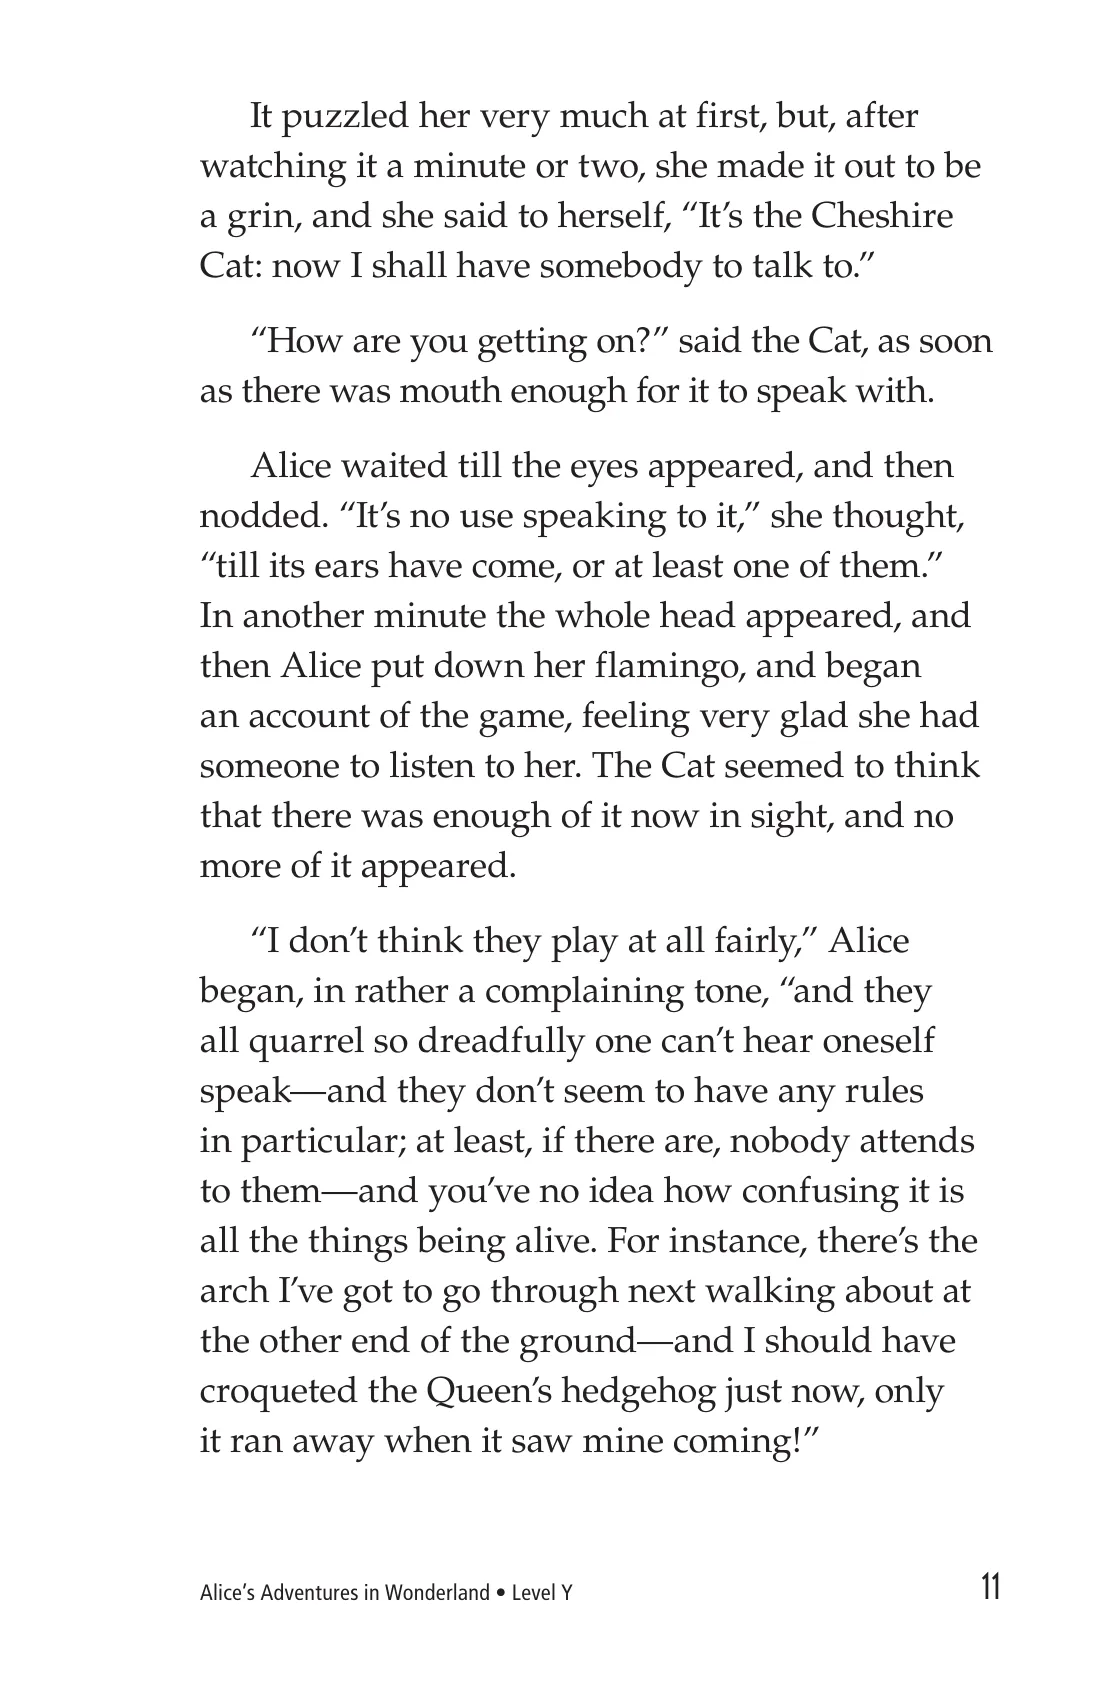 It puzzled her very much at first, but, after
watching it a minute or two, she made it out to be
a grin, and she said to herself, “It’s the Cheshire
Cat: now I shall have somebody to talk to.”
“How are you getting on?” said the Cat, as soon
as there was mouth enough for it to speak with.
Alice waited till the eyes appeared, and then
nodded. “It’s no use speaking to it,” she thought,
“till its ears have come, or at least one of them.”
In another minute the whole head appeared, and
then Alice put down her flamingo, and began
an account of the game, feeling very glad she had
someone to listen to her. The Cat seemed to think
that there was enough of it now in sight, and no
more of it appeared.
“I don’t think they play at all fairly,” Alice
began, in rather a complaining tone, “and they
all quarrel so dreadfully one can’t hear oneself
speak—and they don’t seem to have any rules
in particular; at least, if there are, nobody attends
to them—and you’ve no idea how confusing it is
all the things being alive. For instance, there’s the
arch I’ve got to go through next walking about at
the other end of the ground—and I should have
croqueted the Queen’s hedgehog just now, only
it ran away when it saw mine coming!”
Alice’s Adventures in Wonderland • Level Y 11